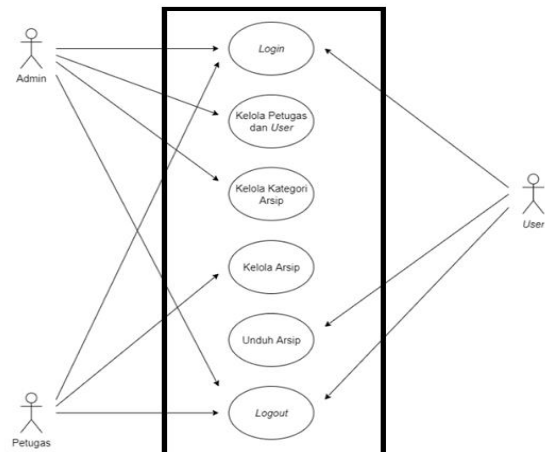 Login
Admin
Kelola Petugas
dan User
Kelola Kategori
Arsip
User
Kelola Arsip
Unduh Arsip
Logout
Petugas